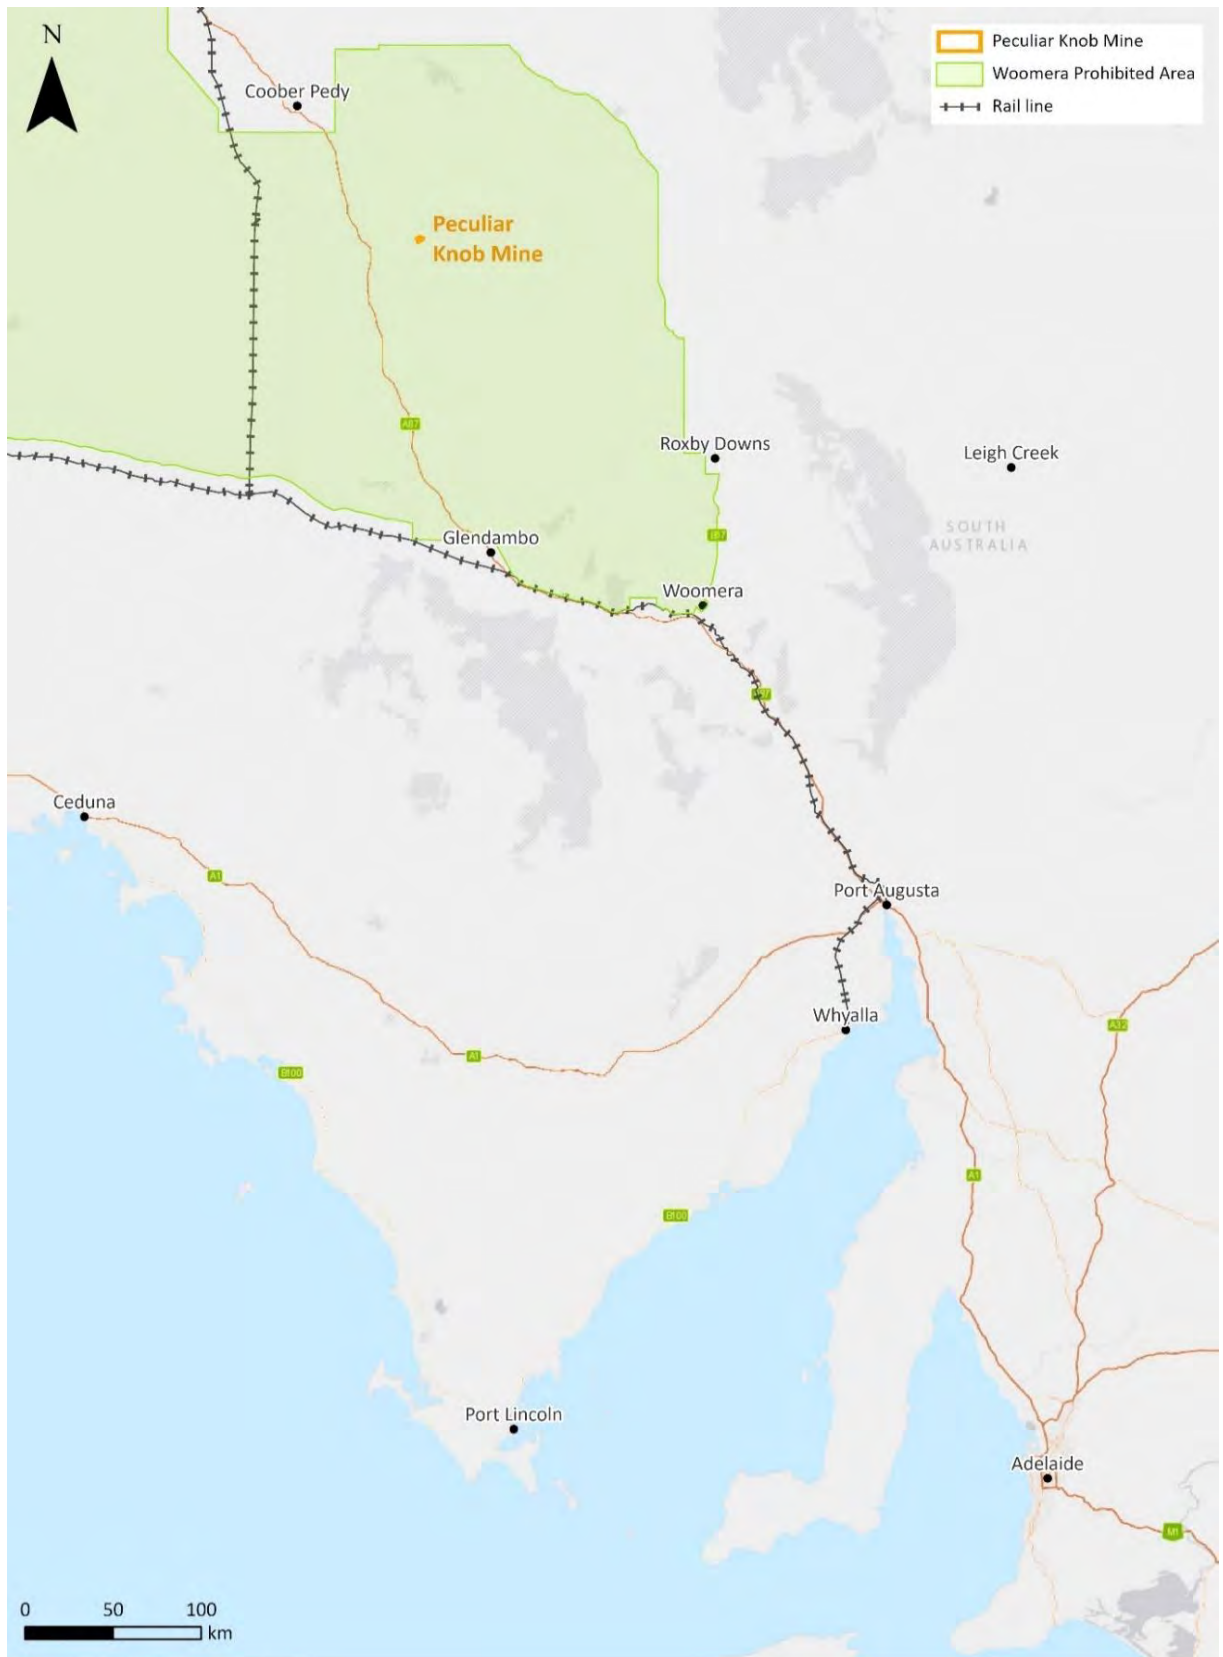 N
Peculiar Knob Mine
Woomera Prohibited Area
Rail line
Coober Pedy
Peculiar
Knob Mine
A87
Roxby Downs
Leigh Creek
SOUTH
AUSTRALIA
Glendambo
B97
Woomera
Ceduna
A1
Port Augusta
Whyalla
A32
A1
B100
A1
B100
Port Lincoln
Adelaide
M1
0 50 100
km